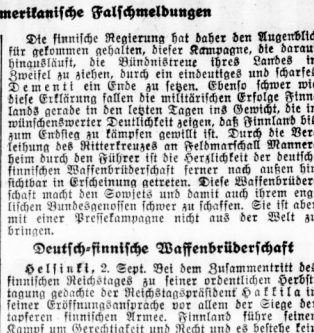 merikanische Falschmeldungen
Die finnische Regierung hat daher den Augenblic
für gekommen gehalten, dieser Kampagne, die darau
hinausläuft, die Bündnistreue ihres Landes in
Zweifel zu ziehen, durch ein eindeutiges und scharfes
Dementi ein Ende zu setzen. Ebenso schwer wie
diese Erklärung fallen die militärischen Erfolge Finn
lands gerade in den letzten Tagen ins Gewicht, die in
wünschenswerter Deutlichkeit zeigen, daß Finnland bis
zum Endsieg zu kämpfen gewillt ist. Durch die Ver
leihung des Ritterkreuzes an Feldmarschall Manner
heim durch den Führer ist die Herzlichkeit der deutsch
finnischen Waffenbrüderschaft ferner nach außen hin
sichtbar in Erscheinung getreten. Diese Waffenbrüder
schaft macht den Sowjets und damit auch ihren eng
lischen Bundesgenossen schwer zu schaffen. Sie ist aber
mit einer Pressekampagne nicht aus der Welt zu
bringen.
Deutsch-finnische Waffenbrüderschaft
Helsinki, 2. Sept. Bei dem Zusammentritt des
finnischen Reichstages zu seiner ordentlichen Herbst
tagung gedachte der Reichstagspräsident Hakkila in
seiner Eröffnungsansprache vor allem der Siege der
tapferen finnischen Armee. Finnland führe seinen
Kampf um Gerechtigkeit und Recht und es bestehe kein